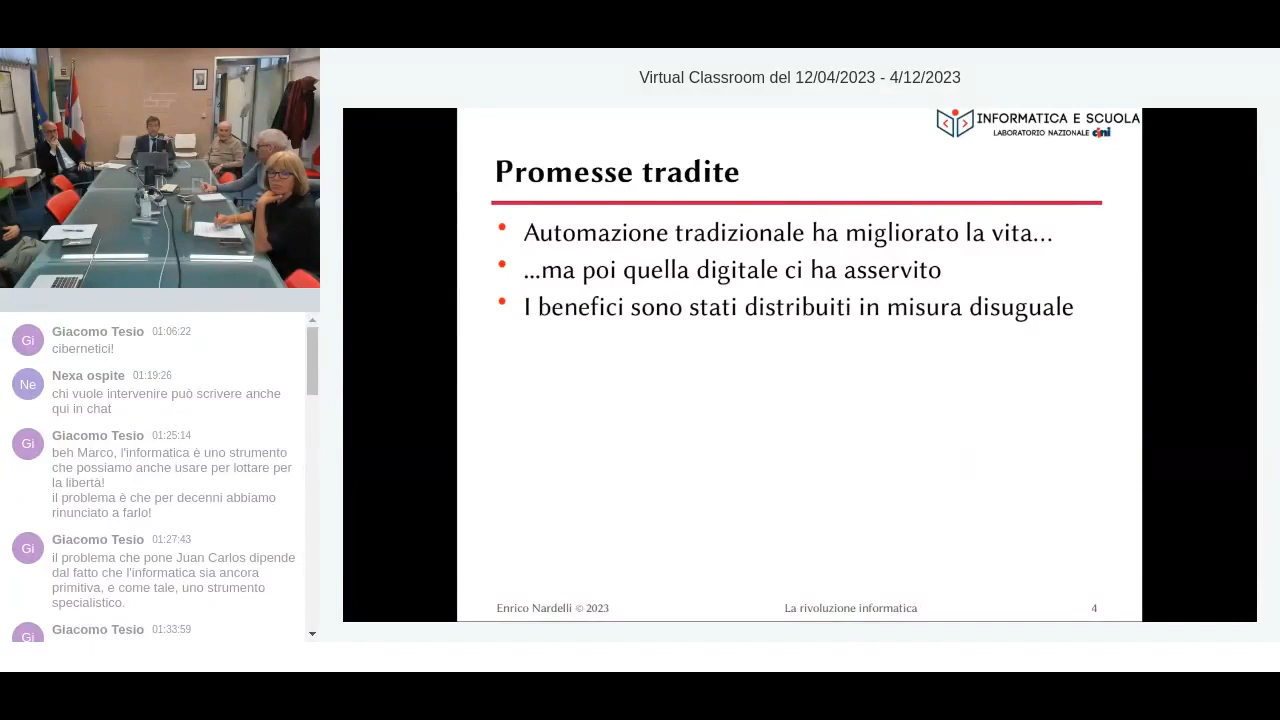 Virtual Classroom del 12/04/2023 - 4/12/2023
INFORMATICA E SCUOLA
LABORATORIO NAZIONALE cini
Promesse tradite
• Automazione tradizionale ha migliorato la vita...
• ...ma poi quella digitale ci ha asservito
• I benefici sono stati distribuiti in misura disuguale
Enrico Nardelli © 2023
La rivoluzione informatica
4
Gi
Giacomo Tesio 01:06:22
cibernetici!
Ne
Nexa ospite 01:19:26
chi vuole intervenire può scrivere anche
qui in chat
Gi
Giacomo Tesio 01:25:14
beh Marco, l'informatica è uno strumento
che possiamo anche usare per lottare per
la libertà!
il problema è che per decenni abbiamo
rinunciato a farlo!
Gi
Giacomo Tesio 01:27:43
il problema che pone Juan Carlos dipende
dal fatto che l'informatica sia ancora
primitiva, e come tale, uno strumento
specialistico.
Gi
Giacomo Tesio 01:33:59